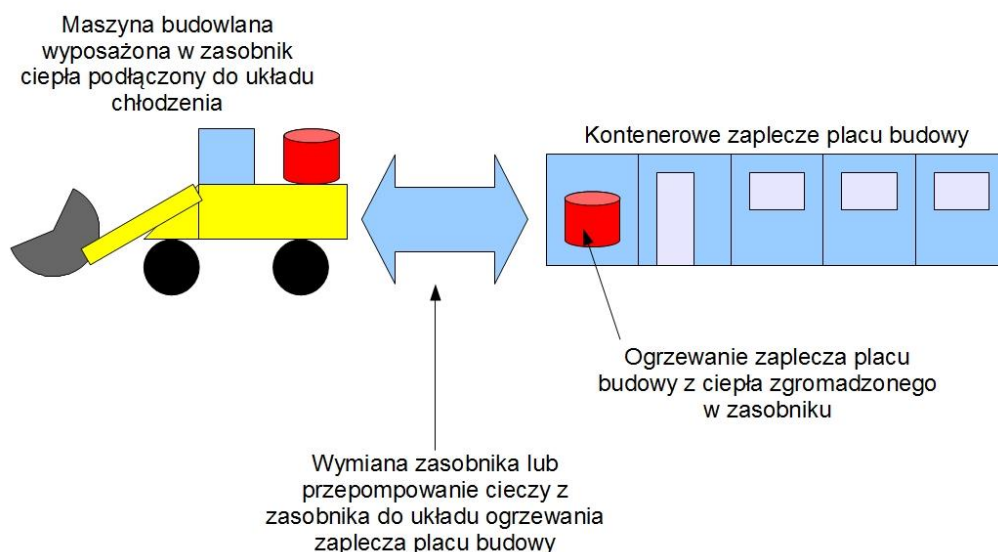 Maszyna budowlana
wyposażona w zasobnik
ciepła podłączony do układu
chłodzenia
Kontenerowe zaplecze placu budowy
Ogrzewanie zaplecza placu
budowy z ciepła zgromadzonego
w zasobniku
Wymiana zasobnika lub
przepompowanie cieczy z
zasobnika do układu ogrzewania
zaplecza placu budowy